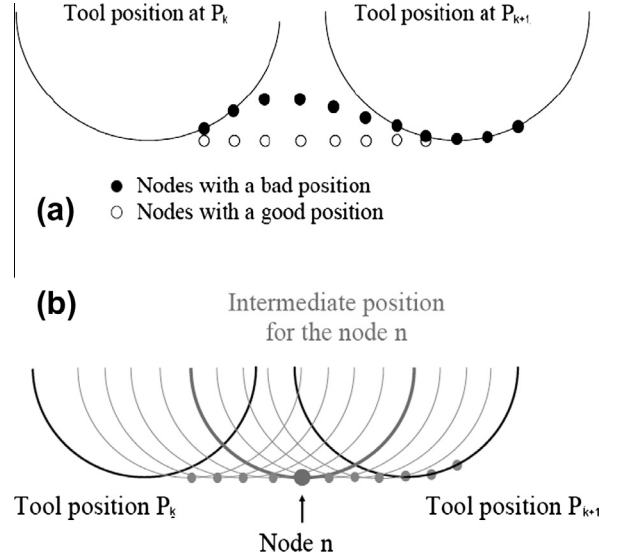 Tool position at Pk
Tool position at Pk+1
Nodes with a bad position
(a)
Nodes with a good position
(b)
Intermediate position
for the node n
Tool position Pk
Tool position Pk+1
Node n